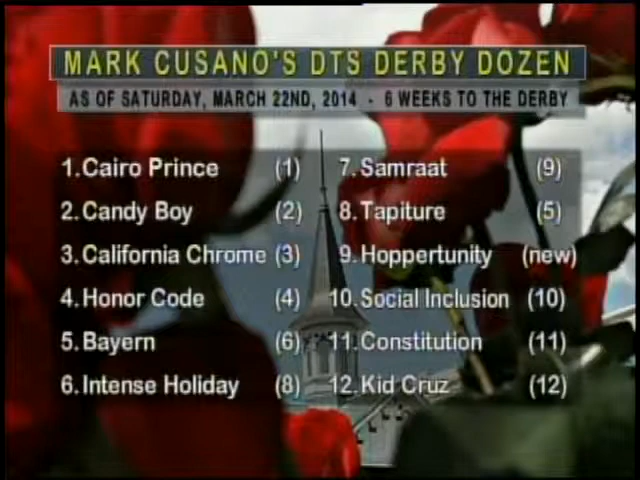 MARK CUSANO'S DTS DERBY DOZEN
AS OF SATURDAY, MARCH 22ND, 2014 - 6 WEEKS TO THE DERBY
1. Cairo Prince (1)
2. Candy Boy (2)
3. California Chrome (3)
4. Honor Code (4)
5. Bayern (6)
6. Intense Holiday (8)
7. Samraat (9)
8. Tapiture (5)
9. Hoppertunity (new)
10. Social Inclusion (10)
11. Constitution (11)
12. Kid Cruz (12)